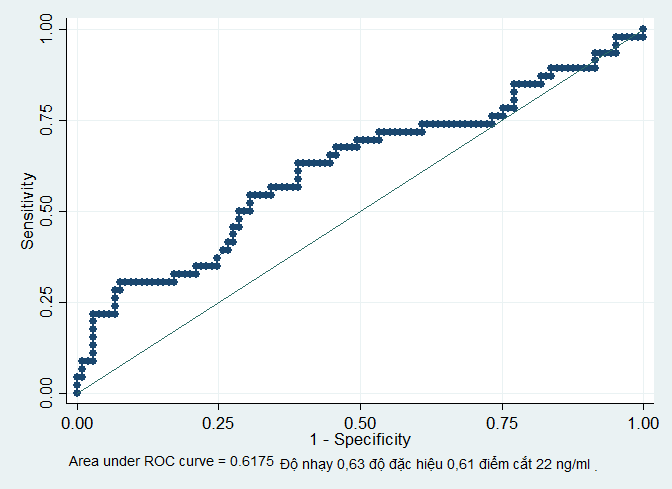 1.00
0.75
Sensitivity
0.50
0.25
0.00
0.00 0.25 0.50 0.75 1.00
1 - Specificity
Area under ROC curve = 0.6175 Độ nhạy 0,63 độ đặc hiệu 0,61 điểm cắt 22 ng/ml .